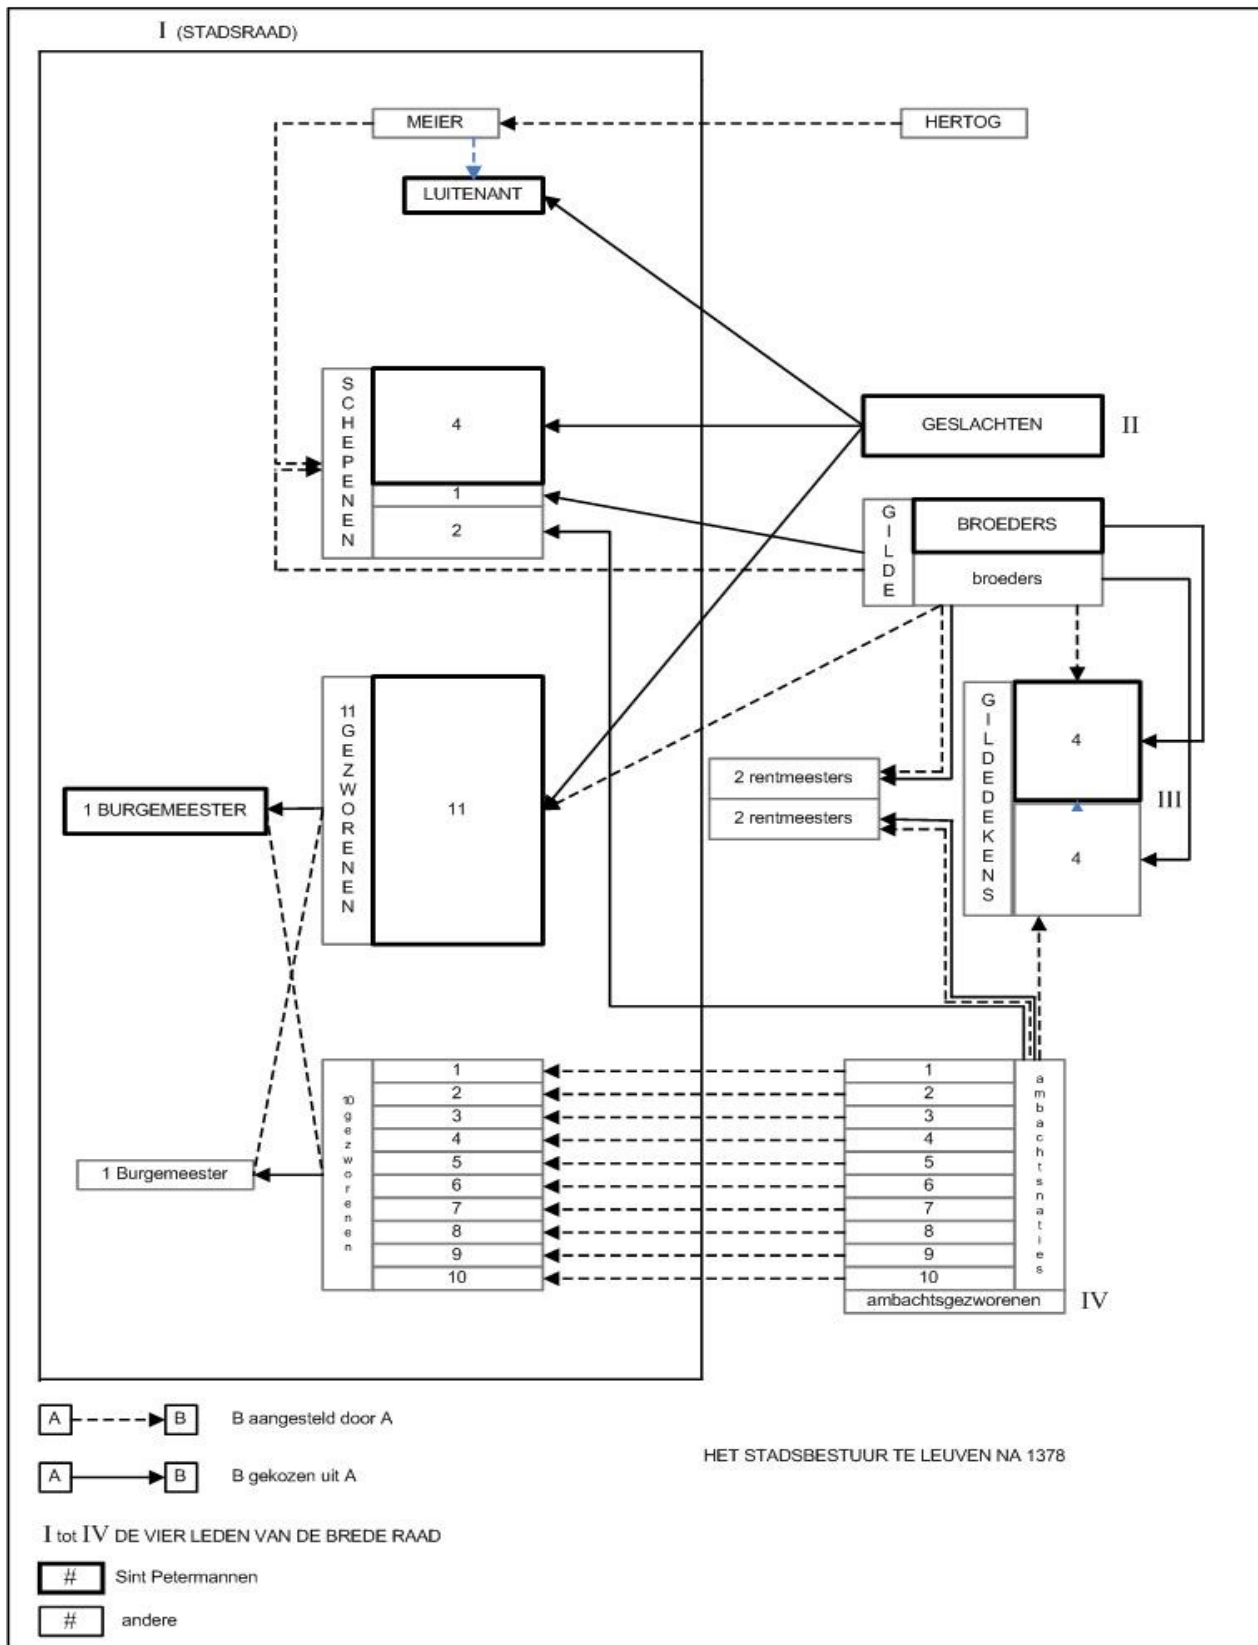 I (STADSRAAD)
MEIER
HERTOG
LUITENANT
SCHEPENEN
4
1
2
GESLACHTEN
II
GILDE
BROEDERS
broeders
11 GEZWORENEN
11
1 BURGEMEESTER
2 rentmeesters
2 rentmeesters
GILDEDEKENS
4
4
III
10 gezworenen
1
2
3
4
5
6
7
8
9
10
1 Burgemeester
1
2
3
4
5
6
7
8
9
10
ambachtsnaties
ambachtsgezworenen
IV
A
B
B aangesteld door A
A
B
B gekozen uit A
HET STADSBESTUUR TE LEUVEN NA 1378
I tot IV DE VIER LEDEN VAN DE BREDE RAAD
# Sint Petermannen
# andere